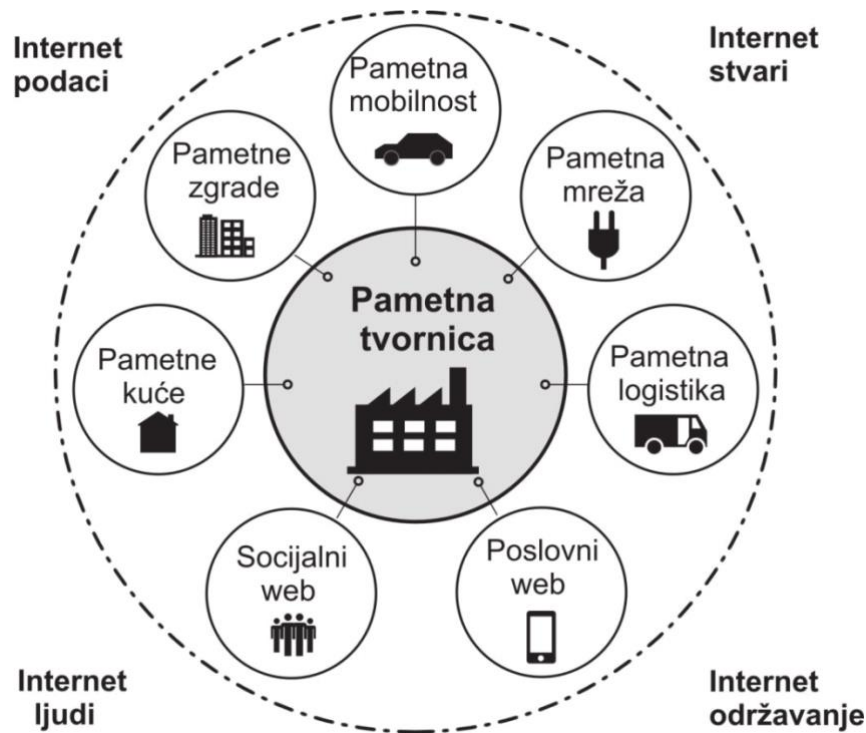 Internet
podaci
Internet
stvari
Pametna
mobilnost
Pametne
zgrade
Pametna
mreža
Pametna
tvornica
Pametne
kuće
Pametna
logistika
Socijalni
web
Poslovni
web
Internet
ljudi
Internet
održavanje